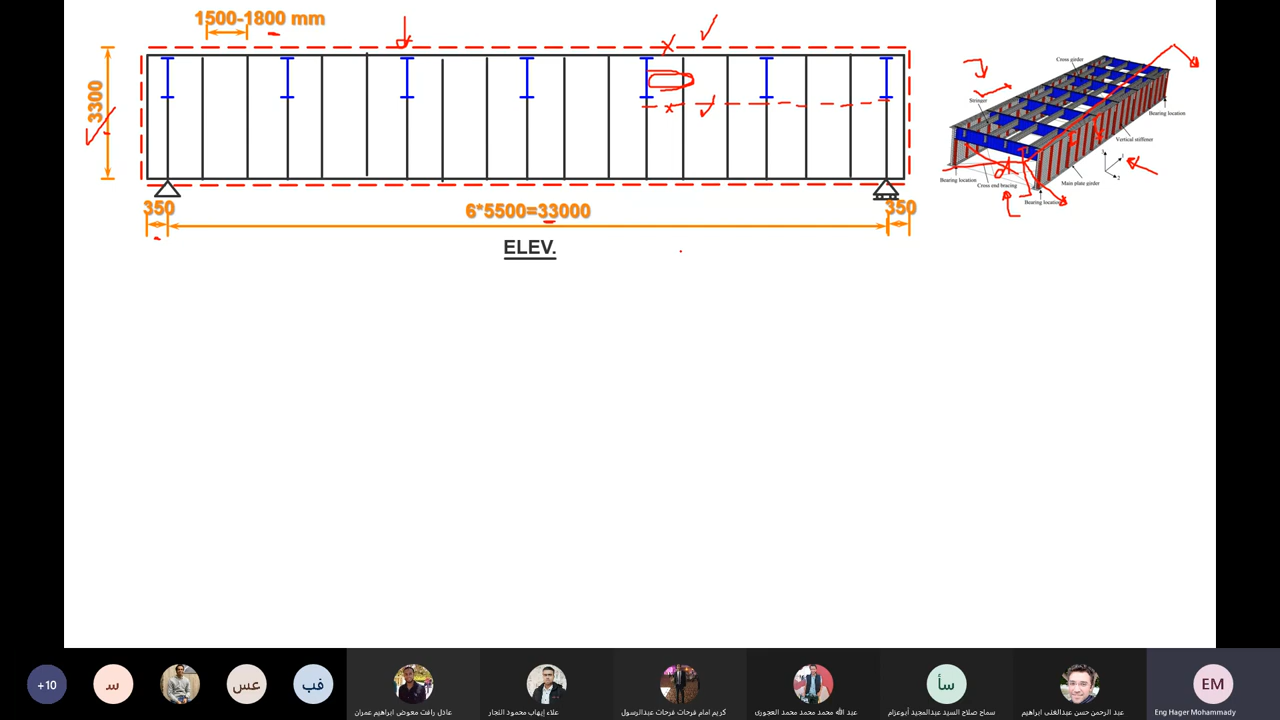 1500-1800 mm
3300
350
6*5500=33000
350
ELEV.
Cross girder
Stringer
Bearing location
Vertical stiffener
Bearing location
Cross end bracing
Main plate girder
Bearing location
+10
س
عس
فب
عادل رافت معوض ابراهيم عمران
علاء إيهاب محمود النجار
كريم امام فرحات فرحات عبدالرسول
عبد الله محمد محمد محمد العجوزى
سأ
سماح صلاح السيد عبدالمجيد أبوعزام
عبد الرحمن حسن عبدالغنى ابراهيم
EM
Eng Hager Mohammady